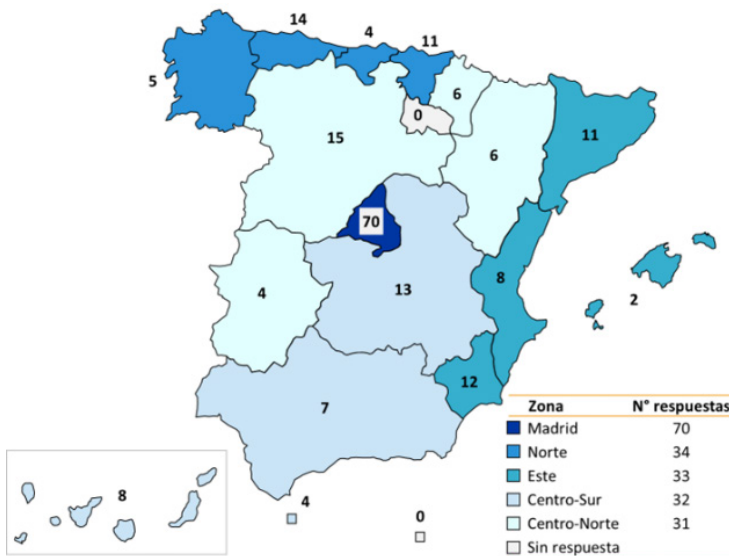 14
4
11
5
6
0
11
15
6
70
4
13
8
2
12
7
8
4
0
Zona N° respuestas
Madrid 70
Norte 34
Este 33
Centro-Sur 32
Centro-Norte 31
Sin respuesta